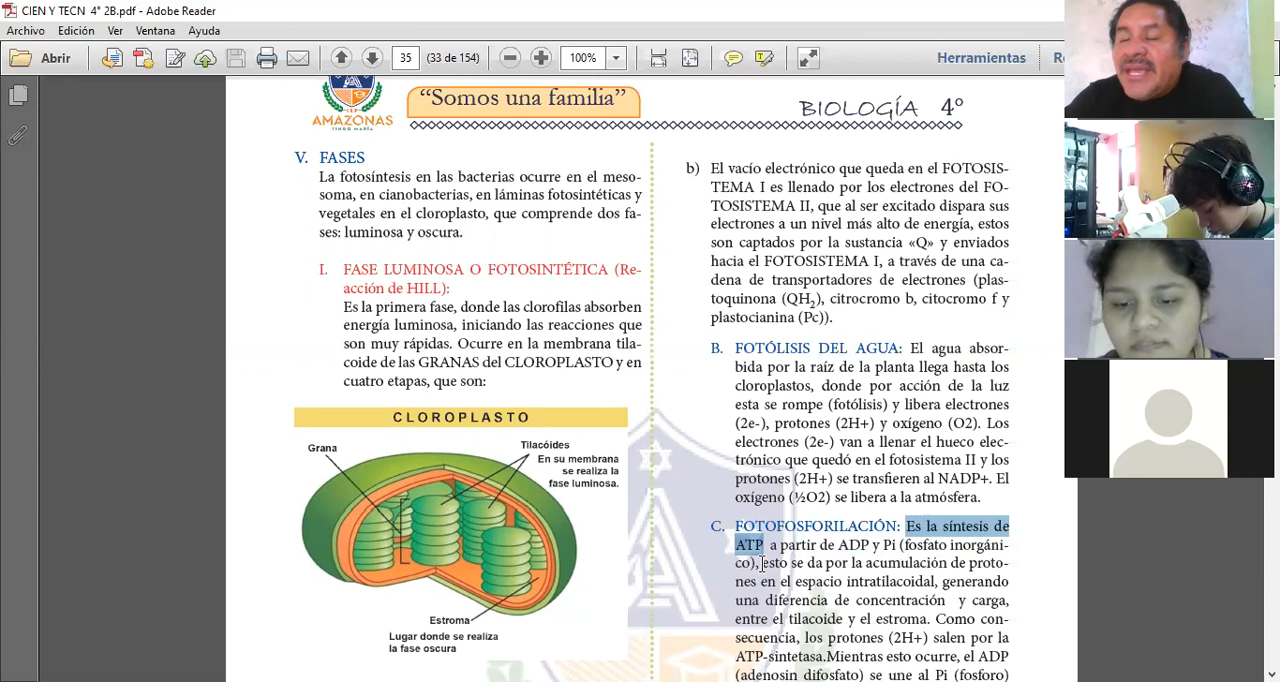 CIEN Y TECN 4° 2B.pdf - Adobe Reader
Archivo Edición Ver Ventana Ayuda
Abrir
35 (33 de 154)
100%
Herramientas
“Somos una familia”
BIOLOGÍA 4°
AMAZONAS
TINGO MARÍA
V. FASES
La fotosíntesis en las bacterias ocurre en el meso-
soma, en cianobacterias, en láminas fotosintéticas y
vegetales en el cloroplasto, que comprende dos fa-
ses: luminosa y oscura.
I. FASE LUMINOSA O FOTOSINTÉTICA (Re-
acción de HILL):
Es la primera fase, donde las clorofilas absorben
energía luminosa, iniciando las reacciones que
son muy rápidas. Ocurre en la membrana tila-
coide de las GRANAS del CLOROPLASTO y en
cuatro etapas, que son:
CLOROPLASTO
Grana
Tilacóides
En su membrana
se realiza la
fase luminosa.
Estroma
Lugar donde se realiza
la fase oscura
b) El vacío electrónico que queda en el FOTOSIS-
TEMA I es llenado por los electrones del FO-
TOSISTEMA II, que al ser excitado dispara sus
electrones a un nivel más alto de energía, estos
son captados por la sustancia «Q» y enviados
hacia el FOTOSISTEMA I, a través de una ca-
dena de transportadores de electrones (plas-
toquinona (QH2), citrocromo b, citocromo f y
plastocianina (Pc)).
B. FOTÓLISIS DEL AGUA: El agua absor-
bida por la raíz de la planta llega hasta los
cloroplastos, donde por acción de la luz
esta se rompe (fotólisis) y libera electrones
(2e-), protones (2H+) y oxígeno (O2). Los
electrones (2e-) van a llenar el hueco elec-
trónico que quedó en el fotosistema II y los
protones (2H+) se transfieren al NADP+. El
oxígeno (½O2) se libera a la atmósfera.
C. FOTOFOSFORILACIÓN: Es la síntesis de
ATP a partir de ADP y Pi (fosfato inorgáni-
co), esto se da por la acumulación de proto-
nes en el espacio intratilacoidal, generando
una diferencia de concentración y carga,
entre el tilacoide y el estroma. Como con-
secuencia, los protones (2H+) salen por la
ATP-sintetasa.Mientras esto ocurre, el ADP
(adenosin difosfato) se une al Pi (fosforo)